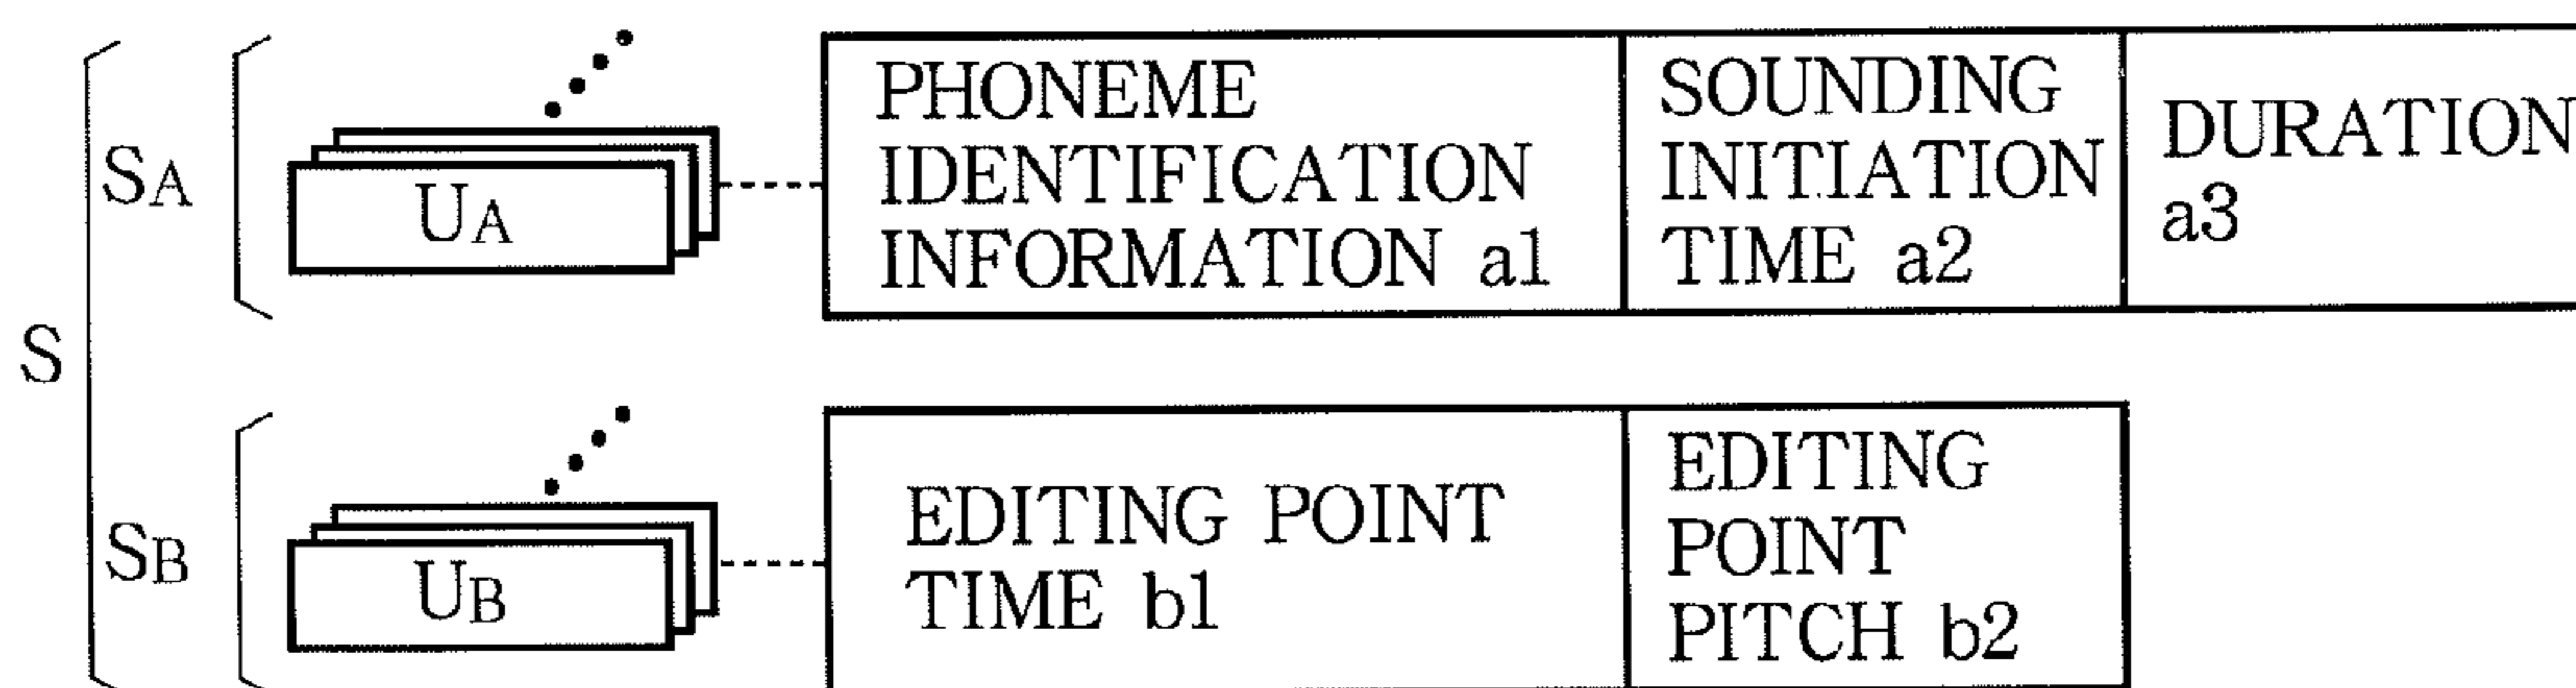 S
SA
UA
PHONEME
IDENTIFICATION
INFORMATION a1
SOUNDING
INITIATION
TIME a2
DURATION
a3
SB
UB
EDITING POINT
TIME b1
EDITING
POINT
PITCH b2